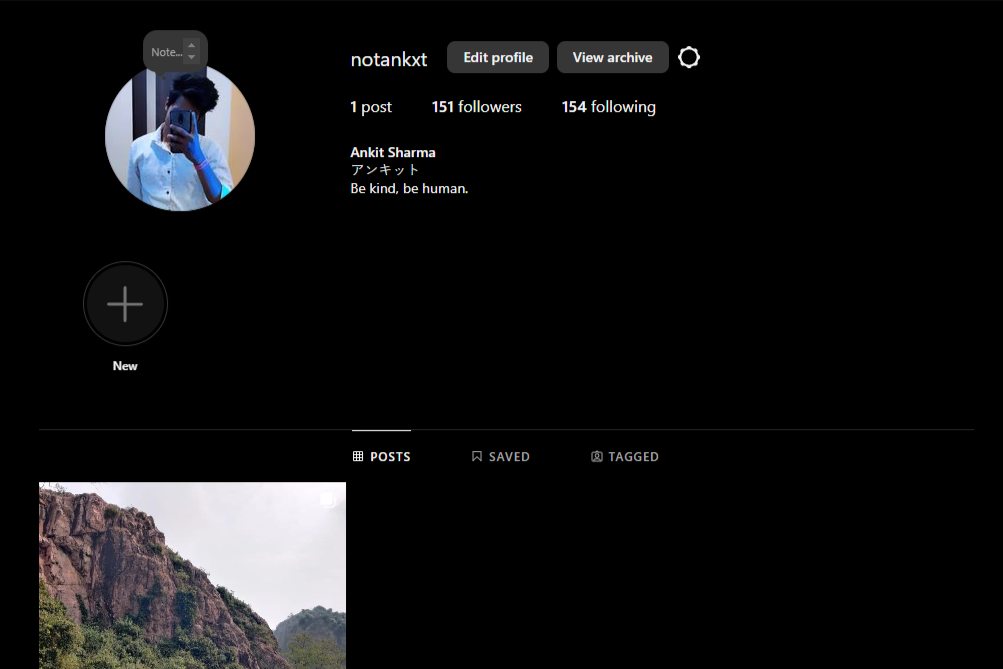 Note...
notankxt Edit profile View archive
1 post 151 followers 154 following
Ankit Sharma
アンキット
Be kind, be human.
New
POSTS SAVED TAGGED